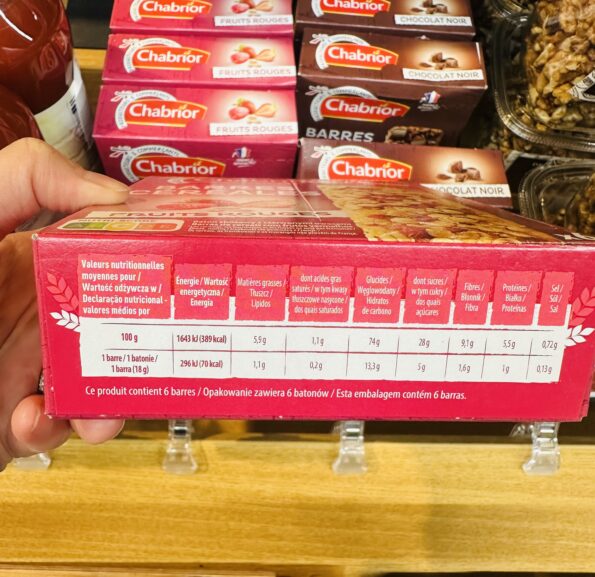 Chabrior
FRUITS ROUGES
Chabrior
CHOCOLAT NOIR
Chabrior
FRUITS ROUGES
Chabrior
CHOCOLAT NOIR
Chabrior
FRUITS ROUGES
Chabrior
BARRES
Chabrior
Chabrior
CHOCOLAT NOIR
FRUITS ROUGES
Valeurs nutritionnelles
moyennes pour /
Wartość odżywcza w /
Declaração nutricional -
valores médios por
Energie / Wartość
energetyczna /
Energia
Matières grasses /
Tłuszcz /
Lípidos
dont acides gras
saturés / w tym kwasy
tłuszczowe nasycone /
dos quais saturados
Glucides /
Węglowodany /
Hidratos
de carbono
dont sucres /
w tym cukry /
dos quais
açúcares
Fibres /
Błonnik /
Fibra
Protéines /
Białko /
Proteínas
Sel /
Sól /
Sal
100 g 1643 kJ (389 kcal) 5,9 g 1,1 g 74 g 28 g 9,1 g 5,5 g 0,72 g
1 barre / 1 batonie /
1 barra (18 g) 296 kJ (70 kcal) 1,1 g 0,2 g 13,3 g 5 g 1,6 g 1 g 0,13 g
Ce produit contient 6 barres / Opakowanie zawiera 6 batonów / Esta embalagem contém 6 barras.